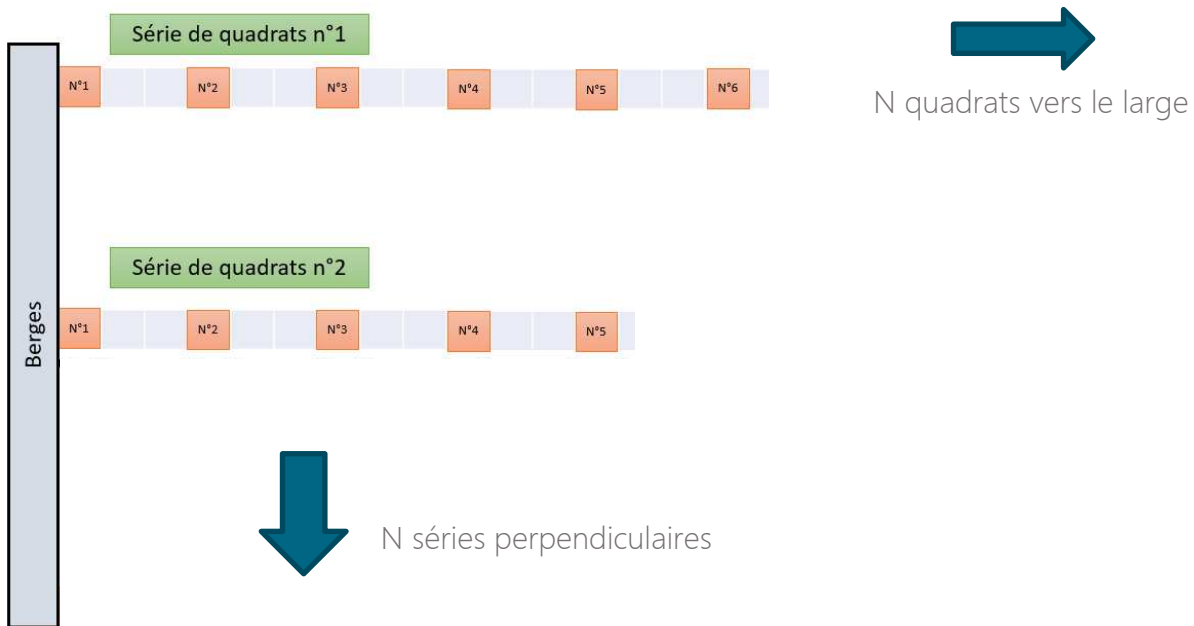 Série de quadrats n°1
N°1
N°2
N°3
N°4
N°5
N°6
N quadrats vers le large
Série de quadrats n°2
N°1
N°2
N°3
N°4
N°5
Berges
N séries perpendiculaires